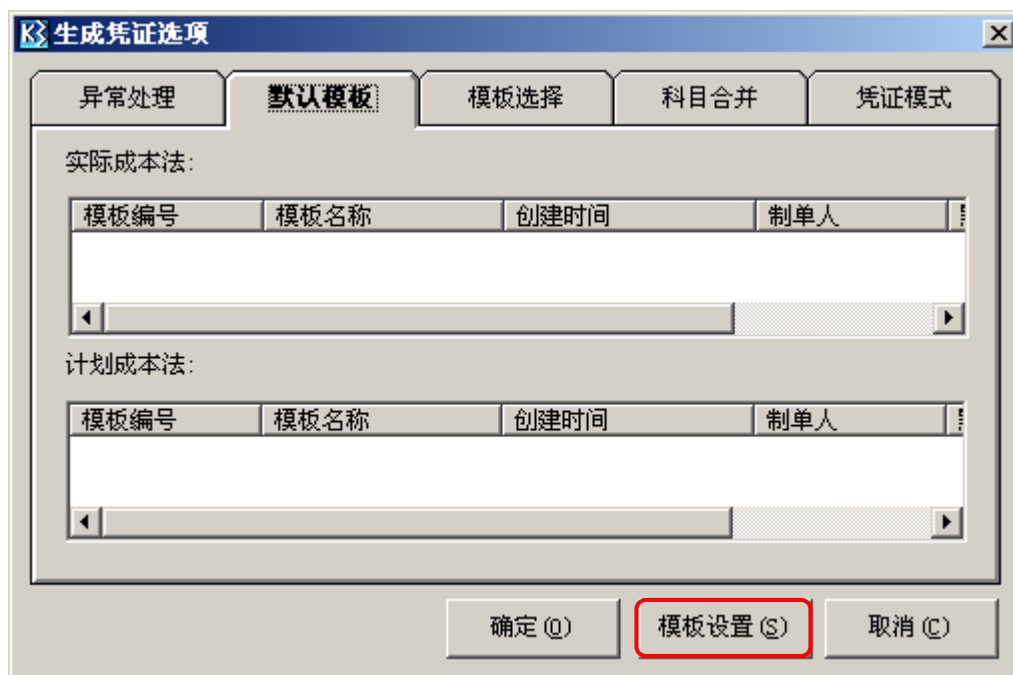 K3 生成凭证选项
异常处理 默认模板 模板选择 科目合并 凭证模式
实际成本法:
模板编号 模板名称 创建时间 制单人
计划成本法:
模板编号 模板名称 创建时间 制单人
确定(O) 模板设置(S) 取消(C)